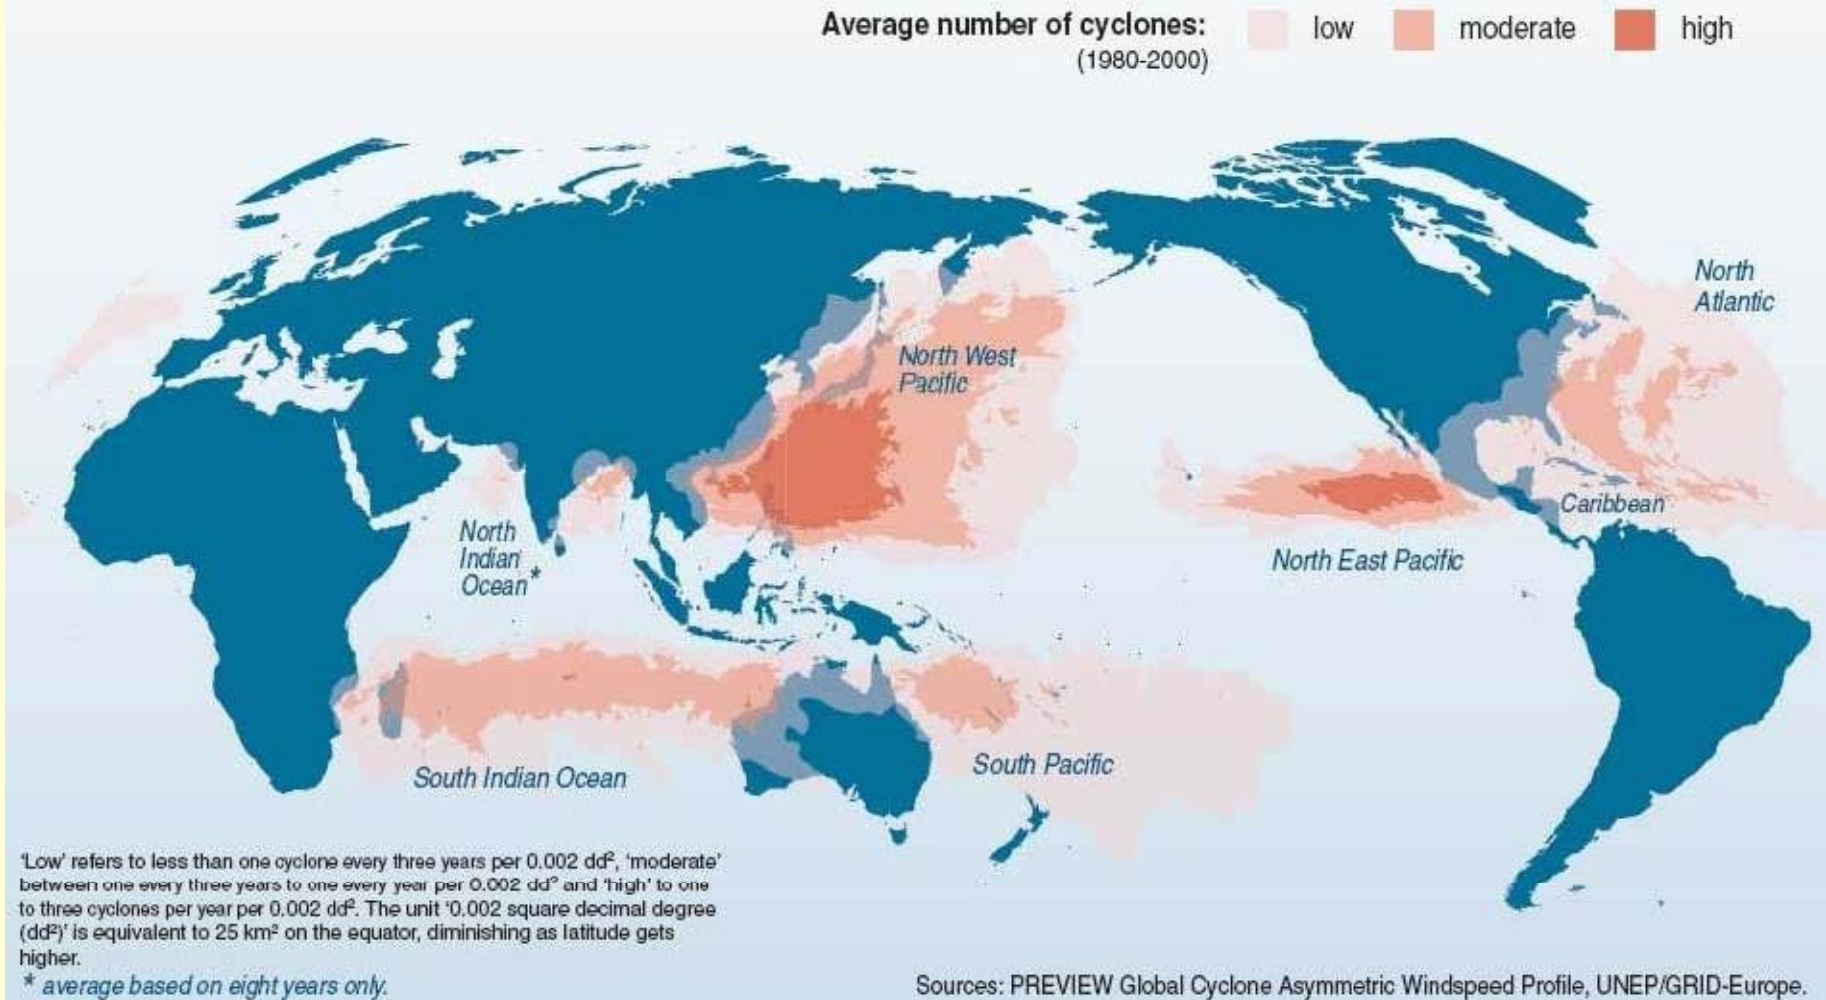 Average number of cyclones:
(1980-2000)
low
moderate
high
North
Atlantic
North West
Pacific
Caribbean
North
Indian
Ocean*
North East Pacific
South Indian Ocean
South Pacific
‘Low’ refers to less than one cyclone every three years per 0.002 dd², ‘moderate’
between one every three years to one every year per 0.002 dd² and ‘high’ to one
to three cyclones per year per 0.002 dd². The unit ‘0.002 square decimal degree
(dd²)’ is equivalent to 25 km² on the equator, diminishing as latitude gets
higher.
* average based on eight years only.
Sources: PREVIEW Global Cyclone Asymmetric Windspeed Profile, UNEP/GRID-Europe.